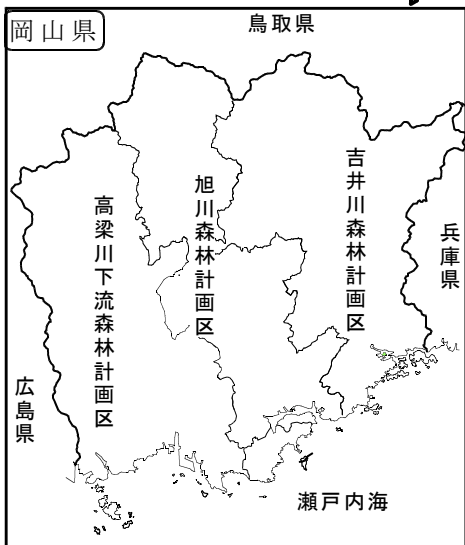 岡山県
鳥取県
吉井川森林計画区
旭川森林計画区
高梁川下流森林計画区
兵庫県
広島県
瀬戸内海